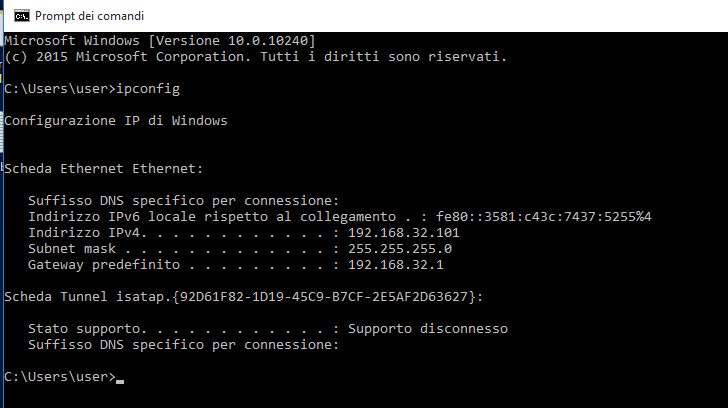 Prompt dei comandi
Microsoft Windows [Versione 10.0.10240]
(c) 2015 Microsoft Corporation. Tutti i diritti sono riservati.
C:\Users\user>ipconfig
Configurazione IP di Windows
Scheda Ethernet Ethernet:
Suffisso DNS specifico per connessione:
Indirizzo IPv6 locale rispetto al collegamento . : fe80::3581:c43c:7437:5255%4
Indirizzo IPv4. . . . . . . . . . . . : 192.168.32.101
Subnet mask . . . . . . . . . . . . . : 255.255.255.0
Gateway predefinito . . . . . . . . . : 192.168.32.1
Scheda Tunnel isatap.{92D61F82-1D19-45C9-B7CF-2E5AF2D63627}:
Stato supporto. . . . . . . . . . . . : Supporto disconnesso
Suffisso DNS specifico per connessione:
C:\Users\user>